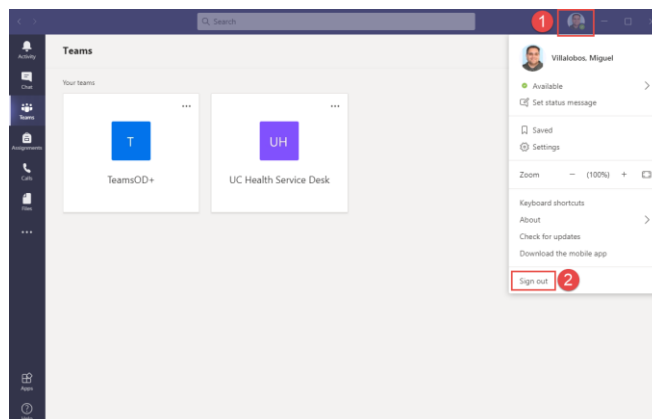 Search
1
Activity
Chat
Teams
Assignments
Calls
Files
Apps
Help
Teams
Your teams
T
TeamsOD+
UH
UC Health Service Desk
Villalobos, Miguel
Available
Set status message
Saved
Settings
Zoom − (100%) +
Keyboard shortcuts
About
Check for updates
Download the mobile app
Sign out 2